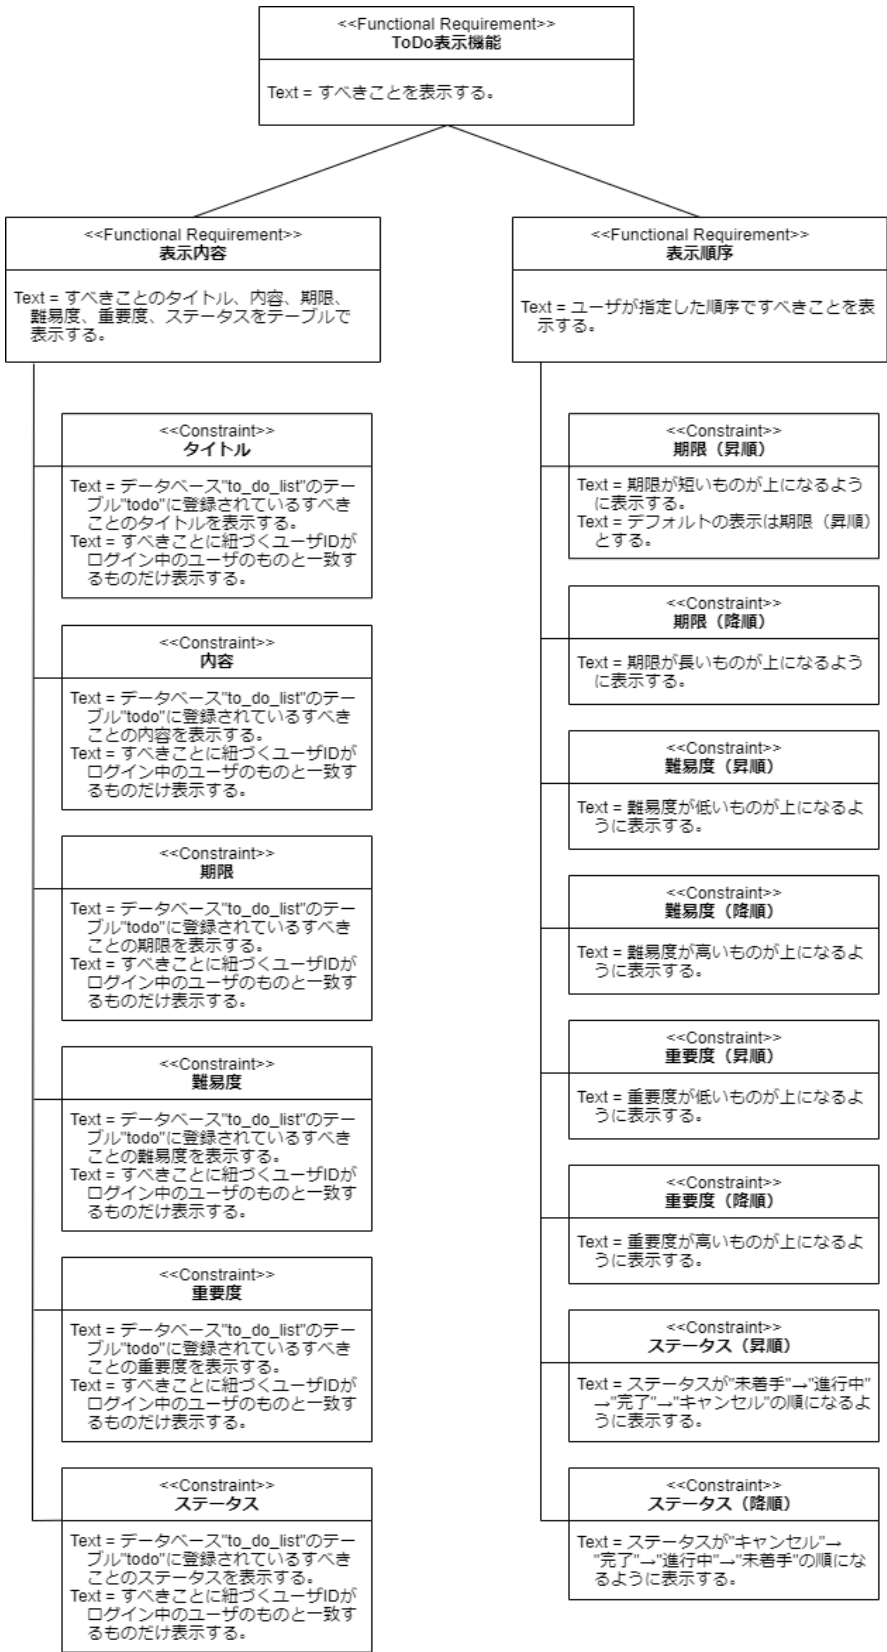 <<Functional Requirement>>
ToDo表示機能
Text = すべきことを表示する。
<<Functional Requirement>>
表示内容
Text = すべきことのタイトル、内容、期限、
難易度、重要度、ステータスをテーブルで
表示する。
<<Constraint>>
タイトル
Text = データベース"to_do_list"のテー
ブル"todo"に登録されているすべき
ことのタイトルを表示する。
Text = すべきことに紐づくユーザIDが
ログイン中のユーザのものと一致す
るものだけ表示する。
<<Constraint>>
内容
Text = データベース"to_do_list"のテー
ブル"todo"に登録されているすべき
ことの内容を表示する。
Text = すべきことに紐づくユーザIDが
ログイン中のユーザのものと一致す
るものだけ表示する。
<<Constraint>>
期限
Text = データベース"to_do_list"のテー
ブル"todo"に登録されているすべき
ことの期限を表示する。
Text = すべきことに紐づくユーザIDが
ログイン中のユーザのものと一致す
るものだけ表示する。
<<Constraint>>
難易度
Text = データベース"to_do_list"のテー
ブル"todo"に登録されているすべき
ことの難易度を表示する。
Text = すべきことに紐づくユーザIDが
ログイン中のユーザのものと一致す
るものだけ表示する。
<<Constraint>>
重要度
Text = データベース"to_do_list"のテー
ブル"todo"に登録されているすべき
ことの重要度を表示する。
Text = すべきことに紐づくユーザIDが
ログイン中のユーザのものと一致す
るものだけ表示する。
<<Constraint>>
ステータス
Text = データベース"to_do_list"のテー
ブル"todo"に登録されているすべき
ことのステータスを表示する。
Text = すべきことに紐づくユーザIDが
ログイン中のユーザのものと一致す
るものだけ表示する。
<<Functional Requirement>>
表示順序
Text = ユーザが指定した順序ですべきことを表
示する。
<<Constraint>>
期限（昇順）
Text = 期限が短いものが上になるよう
に表示する。
Text = デフォルトの表示は期限（昇順）
とする。
<<Constraint>>
期限（降順）
Text = 期限が長いものが上になるよう
に表示する。
<<Constraint>>
難易度（昇順）
Text = 難易度が低いものが上になるよ
うに表示する。
<<Constraint>>
難易度（降順）
Text = 難易度が高いものが上になるよ
うに表示する。
<<Constraint>>
重要度（昇順）
Text = 重要度が低いものが上になるよ
うに表示する。
<<Constraint>>
重要度（降順）
Text = 重要度が高いものが上になるよ
うに表示する。
<<Constraint>>
ステータス（昇順）
Text = ステータスが"未着手"→"進行中"
→"完了"→"キャンセル"の順になるよ
うに表示する。
<<Constraint>>
ステータス（降順）
Text = ステータスが"キャンセル"→
"完了"→"進行中"→"未着手"の順にな
るように表示する。